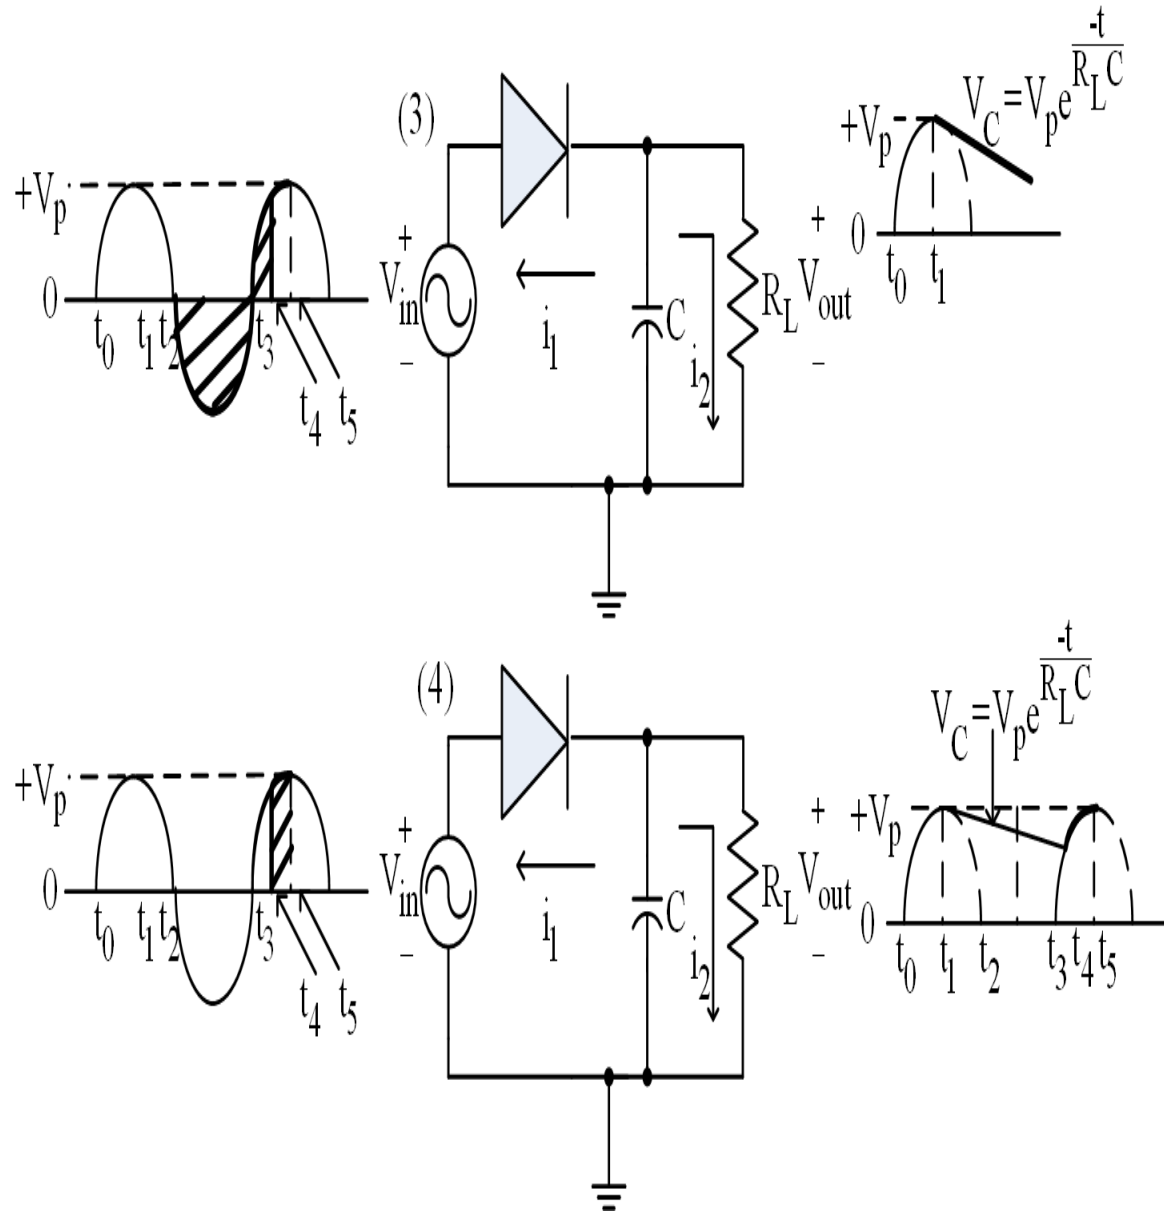 (3)
+Vp
0
t0 t1 t2 t3
t4 t5
+
Vin
–
i1
C
i2
RL
+
Vout
–
VC=Vpe -t/RLC
+Vp
0
t0 t1
(4)
+Vp
0
t0 t1 t2 t3
t4 t5
+
Vin
–
i1
C
i2
RL
+
Vout
–
VC=Vpe -t/RLC
+Vp
0
t0 t1 t2 t3 t4 t5